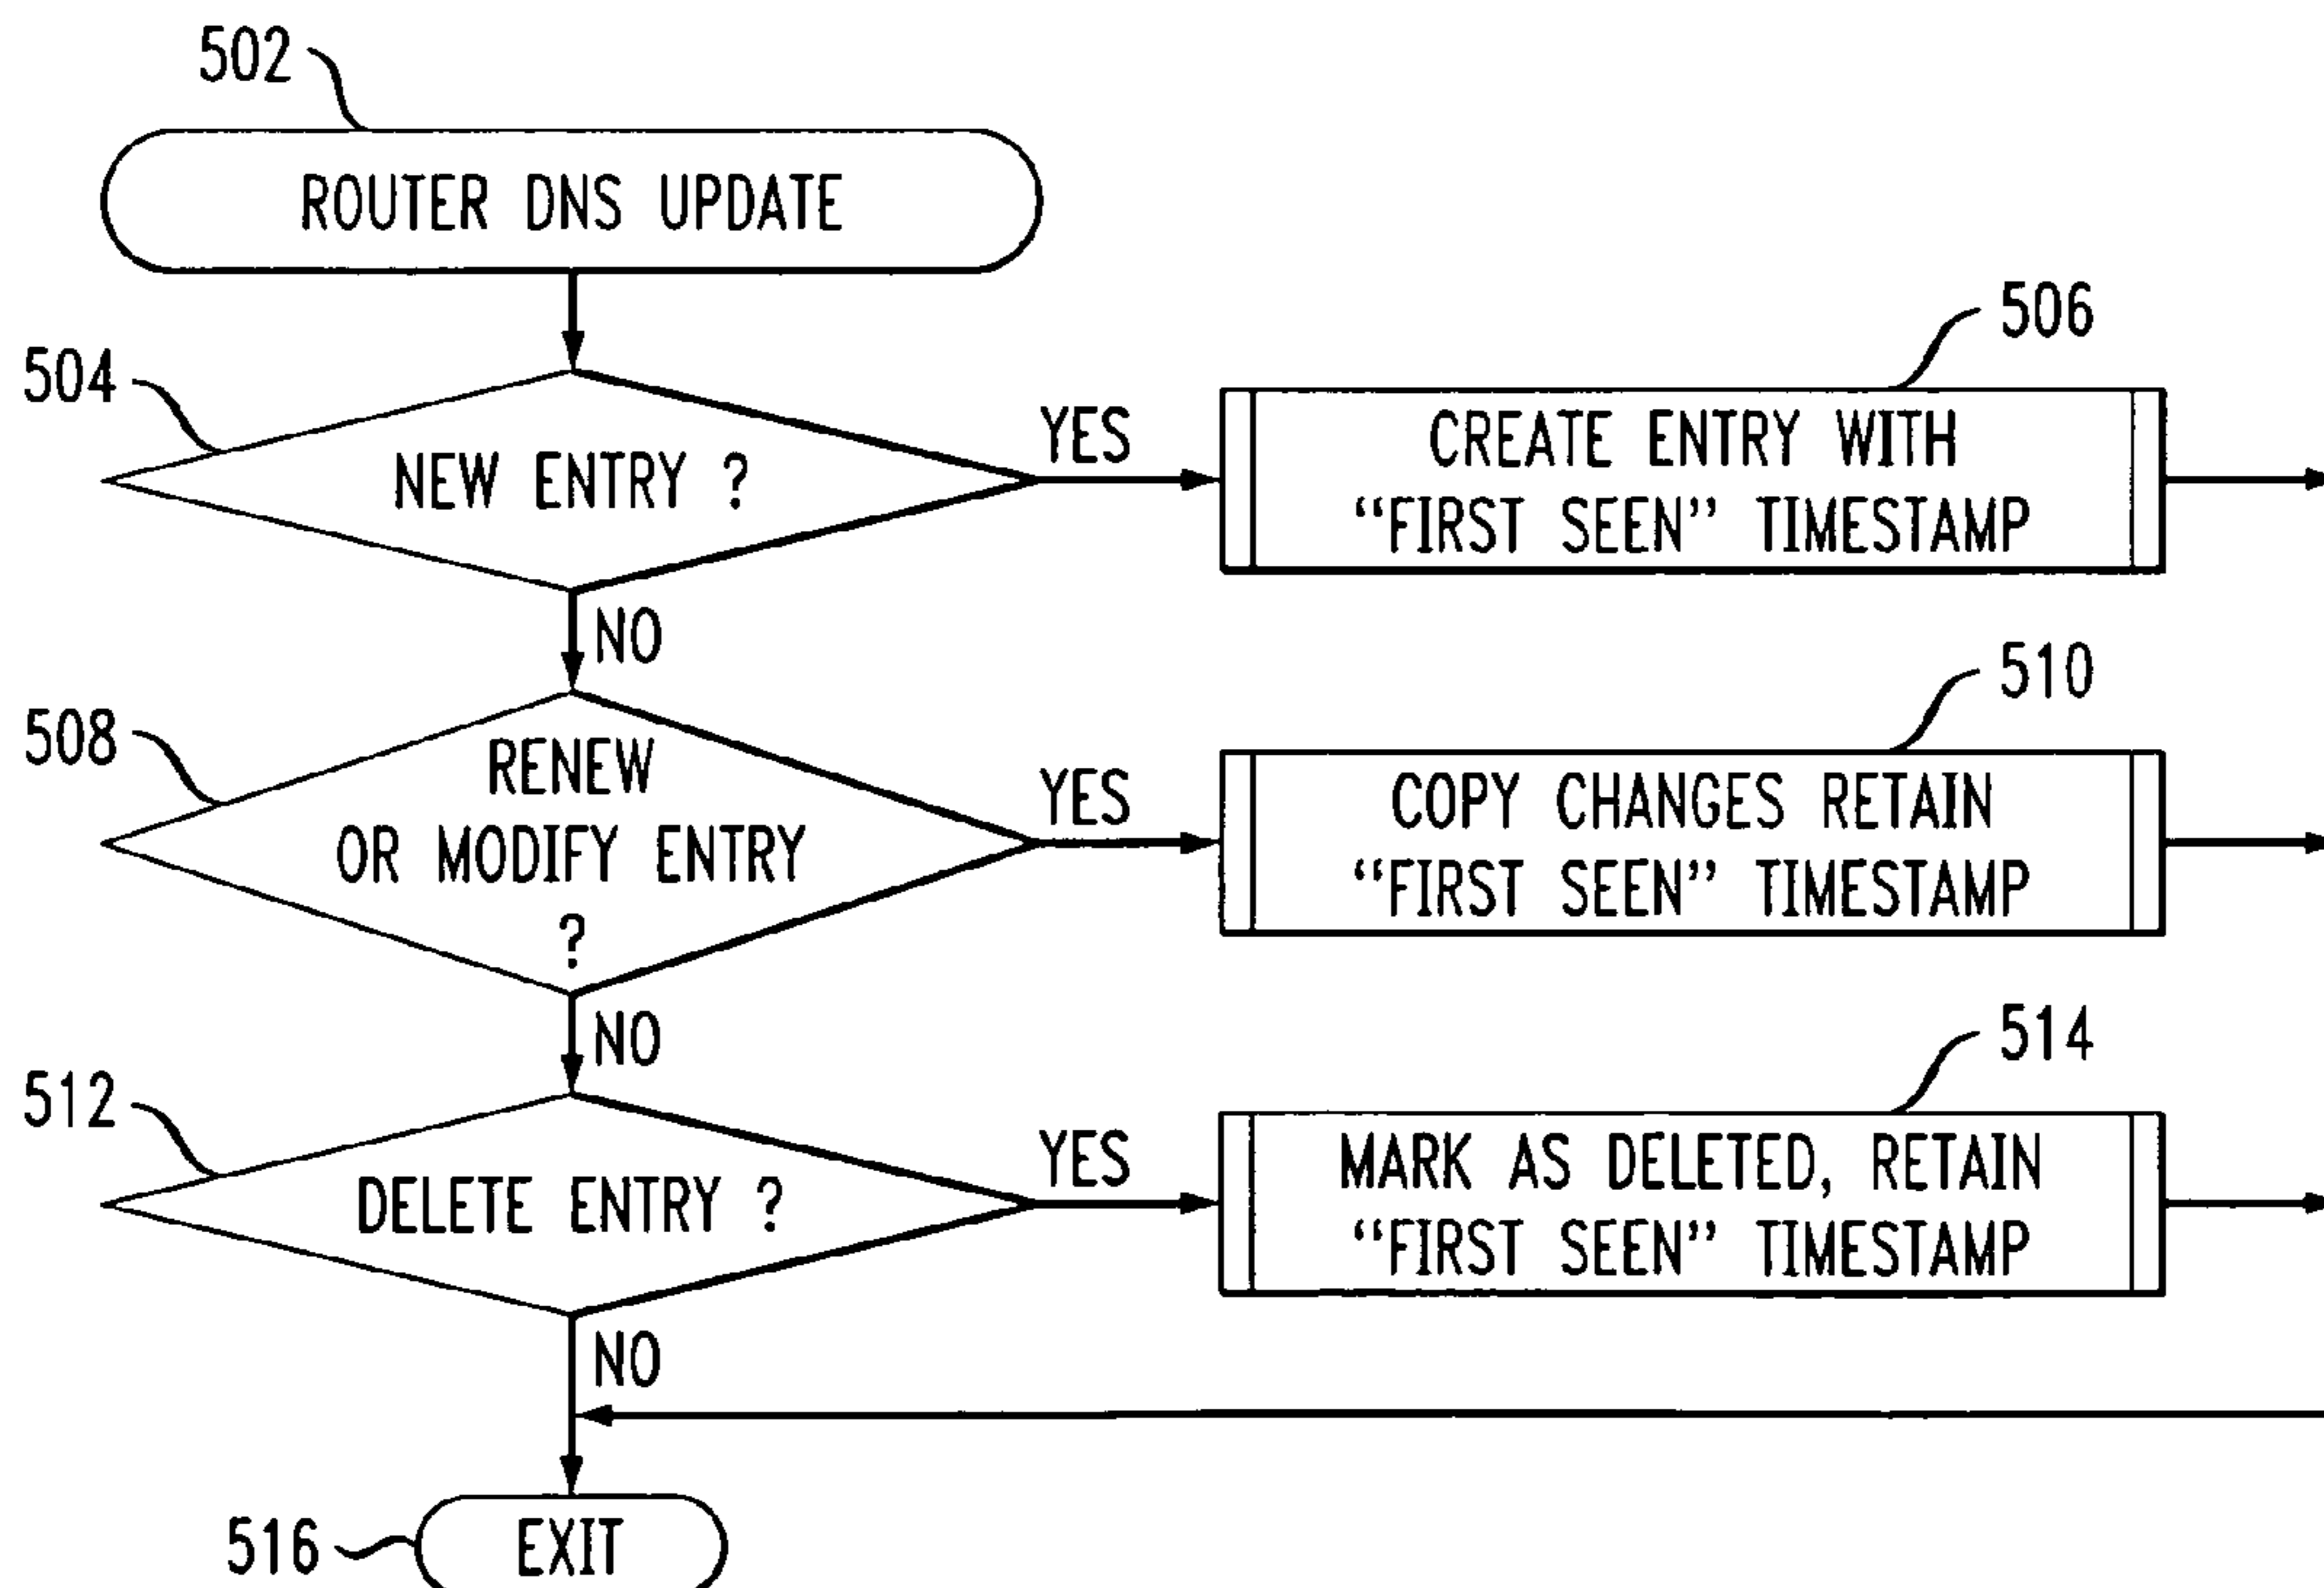 502
ROUTER DNS UPDATE
504
NEW ENTRY ?
YES
506
CREATE ENTRY WITH
“FIRST SEEN” TIMESTAMP
NO
508
RENEW
OR MODIFY ENTRY
?
YES
510
COPY CHANGES RETAIN
“FIRST SEEN” TIMESTAMP
NO
512
DELETE ENTRY ?
YES
514
MARK AS DELETED, RETAIN
“FIRST SEEN” TIMESTAMP
NO
516
EXIT